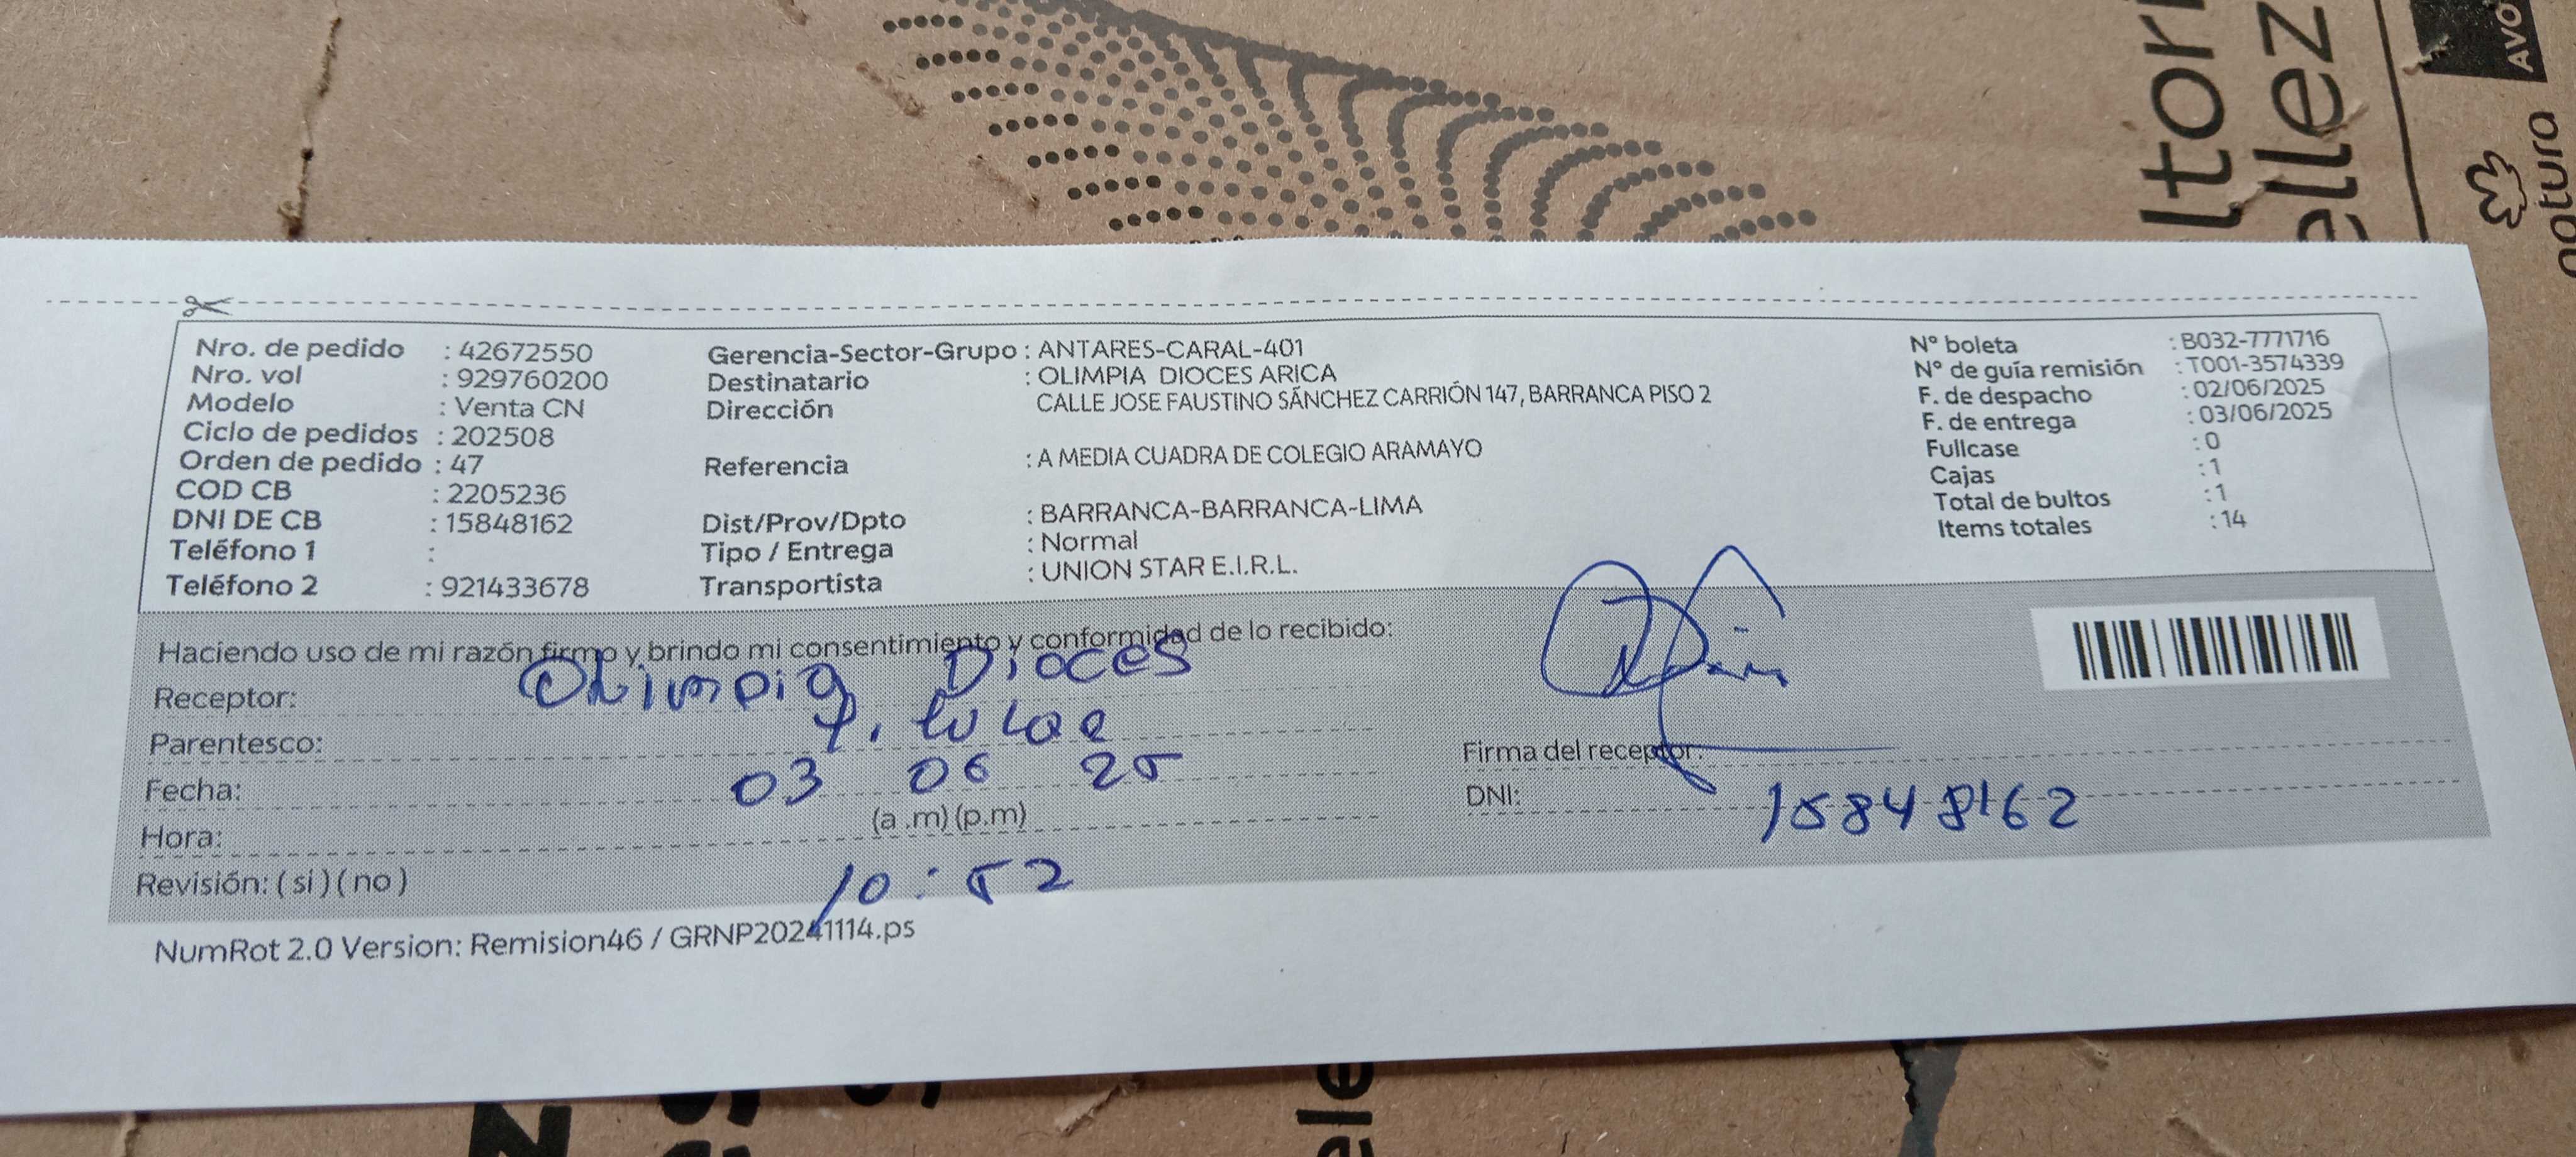 ltori
ellez
AVO
natura
Nro. de pedido : 42672550
Nro. vol : 929760200
Modelo : Venta CN
Ciclo de pedidos : 202508
Orden de pedido : 47
COD CB : 2205236
DNI DE CB : 15848162
Teléfono 1 :
Teléfono 2 : 921433678
Gerencia-Sector-Grupo : ANTARES-CARAL-401
Destinatario : OLIMPIA DIOCES ARICA
Dirección CALLE JOSE FAUSTINO SÁNCHEZ CARRIÓN 147, BARRANCA PISO 2
Referencia : A MEDIA CUADRA DE COLEGIO ARAMAYO
Dist/Prov/Dpto : BARRANCA-BARRANCA-LIMA
Tipo / Entrega : Normal
Transportista : UNION STAR E.I.R.L.
N° boleta : B032-7771716
N° de guía remisión : T001-3574339
F. de despacho : 02/06/2025
F. de entrega : 03/06/2025
Fullcase : 0
Cajas : 1
Total de bultos : 1
Items totales : 14
Haciendo uso de mi razón firmo y brindo mi consentimiento y conformidad de lo recibido:
Receptor: Olimpia Dioces
Parentesco:
Fecha: 03 06 25
Hora: (a .m) (p.m)
Revisión: ( si ) ( no ) 10:52
Firma del receptor:
DNI: 15848162
NumRot 2.0 Version: Remision46 / GRNP20241114.ps
ele